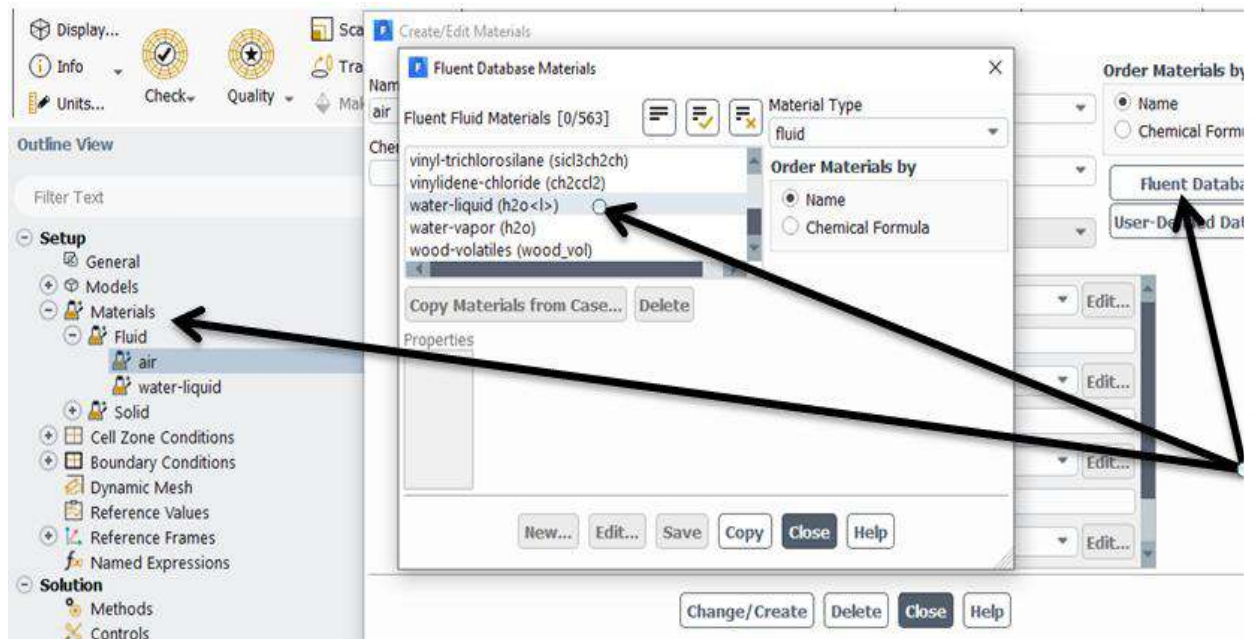 Display...
Info
Units...
Check
Quality
Sca
Tra
Mak
Outline View
Filter Text
Setup
General
Models
Materials
Fluid
air
water-liquid
Solid
Cell Zone Conditions
Boundary Conditions
Dynamic Mesh
Reference Values
Reference Frames
Named Expressions
Solution
Methods
Controls
Create/Edit Materials
Nam
air
Cher
Fluent Database Materials
Fluent Fluid Materials [0/563]
vinyl-trichlorosilane (sicl3ch2ch)
vinylidene-chloride (ch2ccl2)
water-liquid (h2o<l>)
water-vapor (h2o)
wood-volatiles (wood_vol)
Copy Materials from Case... Delete
Properties
Material Type
fluid
Order Materials by
Name
Chemical Formula
New... Edit... Save Copy Close Help
Order Materials by
Name
Chemical Formu
Fluent Databa
Edit...
Edit...
Edit...
Edit...
Change/Create Delete Close Help